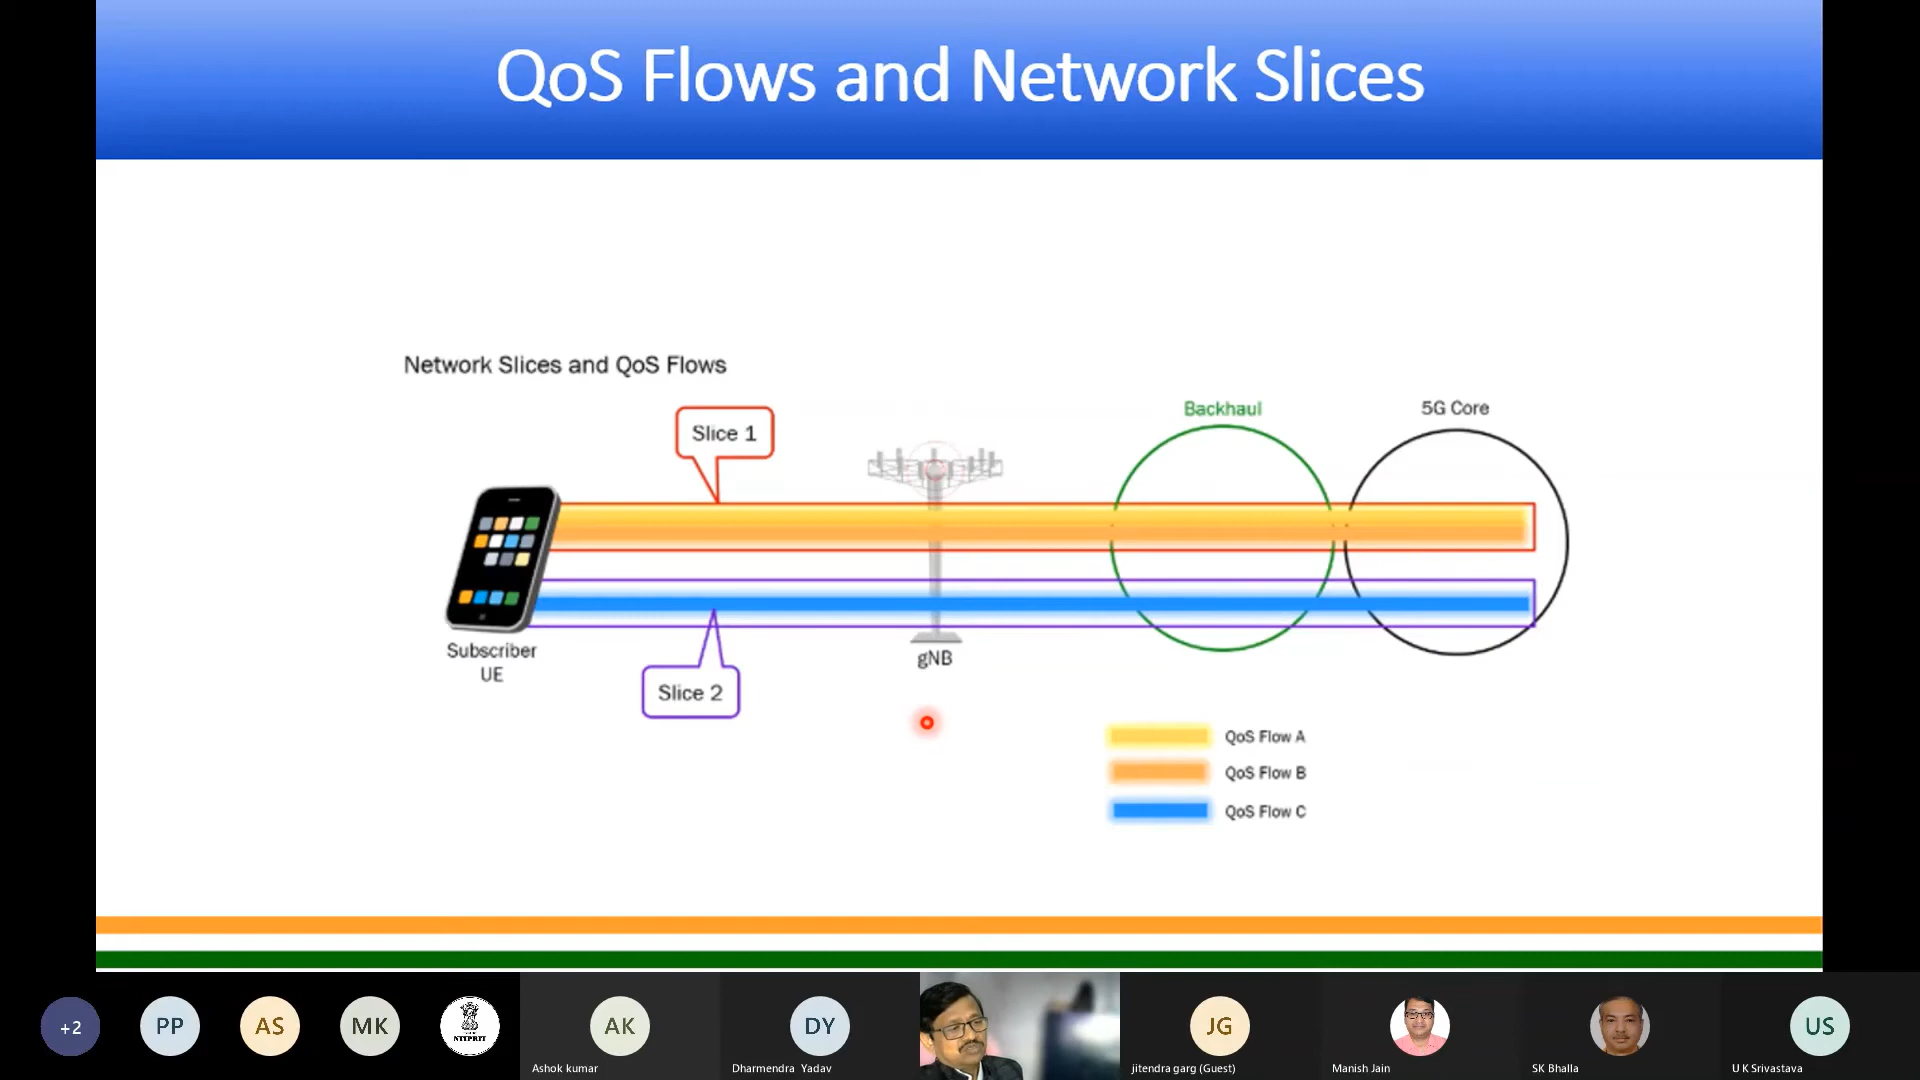 QoS Flows and Network Slices
Network Slices and QoS Flows
Slice 1
Backhaul
5G Core
Subscriber
UE
gNB
Slice 2
QoS Flow A
QoS Flow B
QoS Flow C
+2
PP
AS
MK
NTIPRIT
AK
Ashok kumar
DY
Dharmendra Yadav
JG
jitendra garg (Guest)
Manish Jain
SK Bhalla
US
U K Srivastava